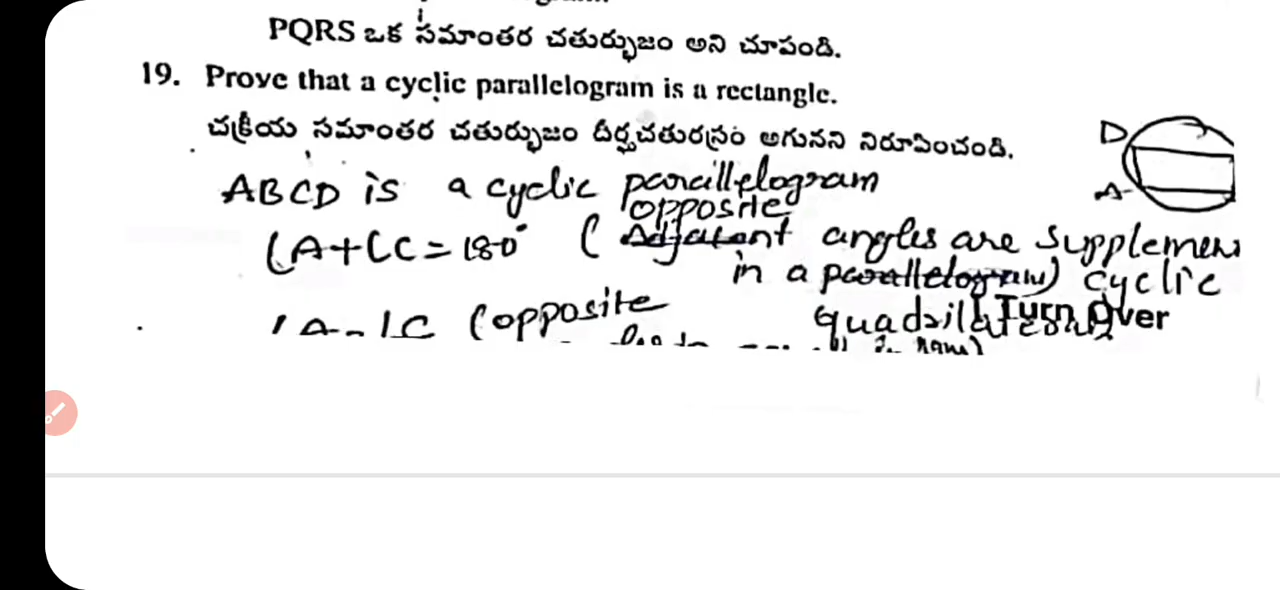 PQRS ఒక సమాంతర చతుర్భుజం అని చూపండి.
19. Prove that a cyclic parallelogram is a rectangle.
చక్రీయ సమాంతర చతుర్భుజం దీర్ఘచతురస్రం అగునని నిరూపించండి.
D
A
ABCD is a cyclic parallelogram
opposite
∠A+∠C=180° ( Adjacent angles are supplemen
in a parallelogram) cyclic
quadrilateral
Turn Over
∠A = ∠C (opposite